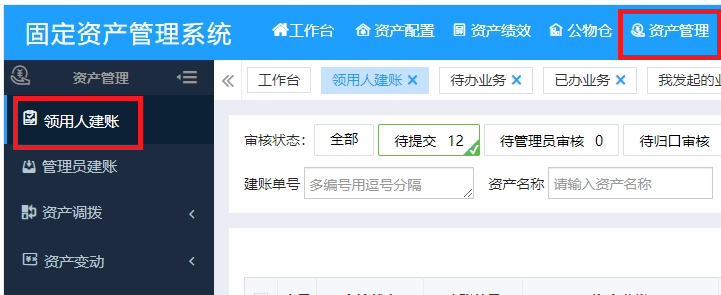 固定资产管理系统 工作台 资产配置 资产绩效 公物仓 资产管理
资产管理 工作台 领用人建账 待办业务 已办业务 我发起的业
领用人建账
审核状态： 全部 待提交 12 待管理员审核 0 待归口审核
管理员建账
建账单号 多编号用逗号分隔 资产名称 请输入资产名称
资产调拨
资产变动